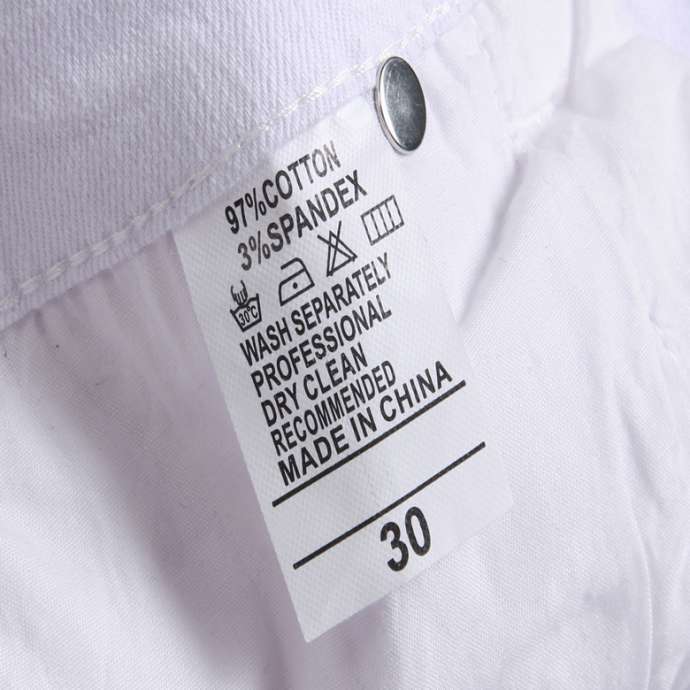 97%COTTON
3%SPANDEX
30°C
WASH SEPARATELY
PROFESSIONAL
DRY CLEAN
RECOMMENDED
MADE IN CHINA
30